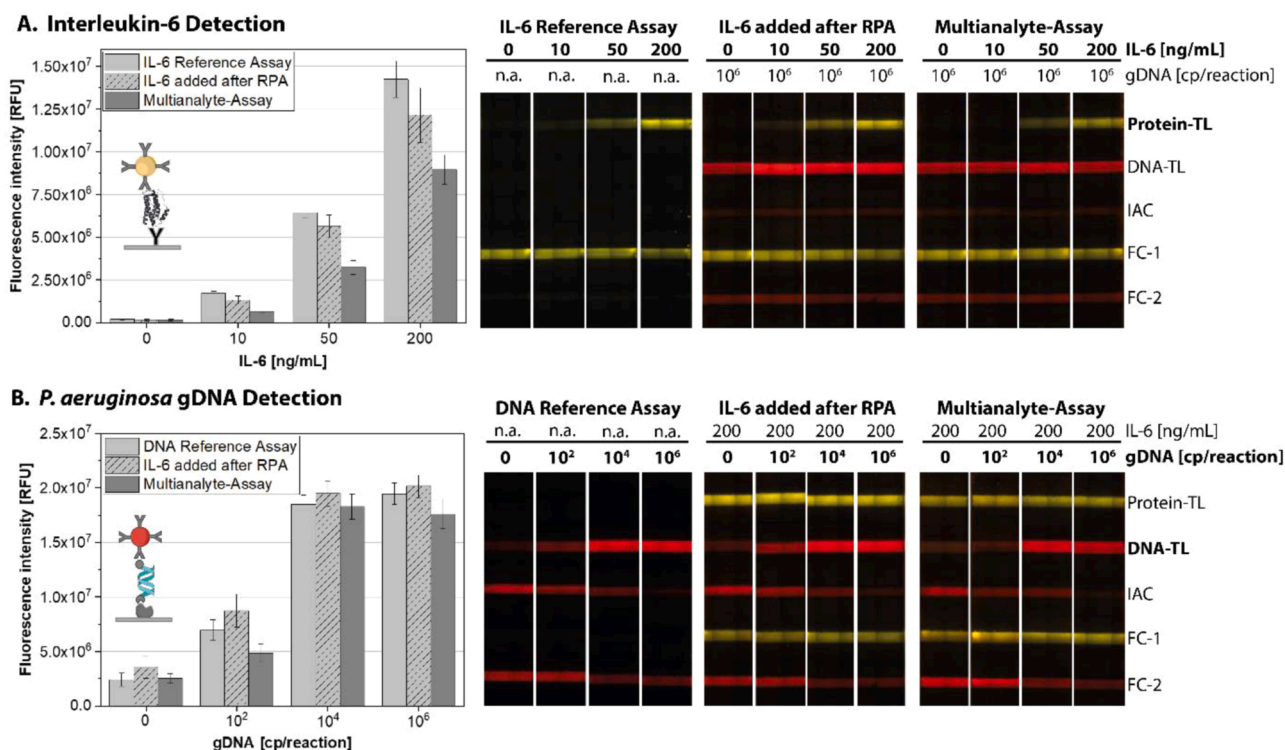 A. Interleukin-6 Detection
Fluorescence intensity [RFU]
1.50x10⁷
1.25x10⁷
1.00x10⁷
7.50x10⁶
5.00x10⁶
2.50x10⁶
0.00
IL-6 Reference Assay
IL-6 added after RPA
Multianalyte-Assay
0 10 50 200
IL-6 [ng/mL]
IL-6 Reference Assay IL-6 added after RPA Multianalyte-Assay
0 10 50 200 0 10 50 200 0 10 50 200 IL-6 [ng/mL]
n.a. n.a. n.a. n.a. 10⁶ 10⁶ 10⁶ 10⁶ 10⁶ 10⁶ 10⁶ 10⁶ gDNA [cp/reaction]
Protein-TL
DNA-TL
IAC
FC-1
FC-2
B. P. aeruginosa gDNA Detection
Fluorescence intensity [RFU]
2.5x10⁷
2.0x10⁷
1.5x10⁷
1.0x10⁷
5.0x10⁶
0.0
DNA Reference Assay
IL-6 added after RPA
Multianalyte-Assay
0 10² 10⁴ 10⁶
gDNA [cp/reaction]
DNA Reference Assay IL-6 added after RPA Multianalyte-Assay
n.a. n.a. n.a. n.a. 200 200 200 200 200 200 200 200 IL-6 [ng/mL]
0 10² 10⁴ 10⁶ 0 10² 10⁴ 10⁶ 0 10² 10⁴ 10⁶ gDNA [cp/reaction]
Protein-TL
DNA-TL
IAC
FC-1
FC-2